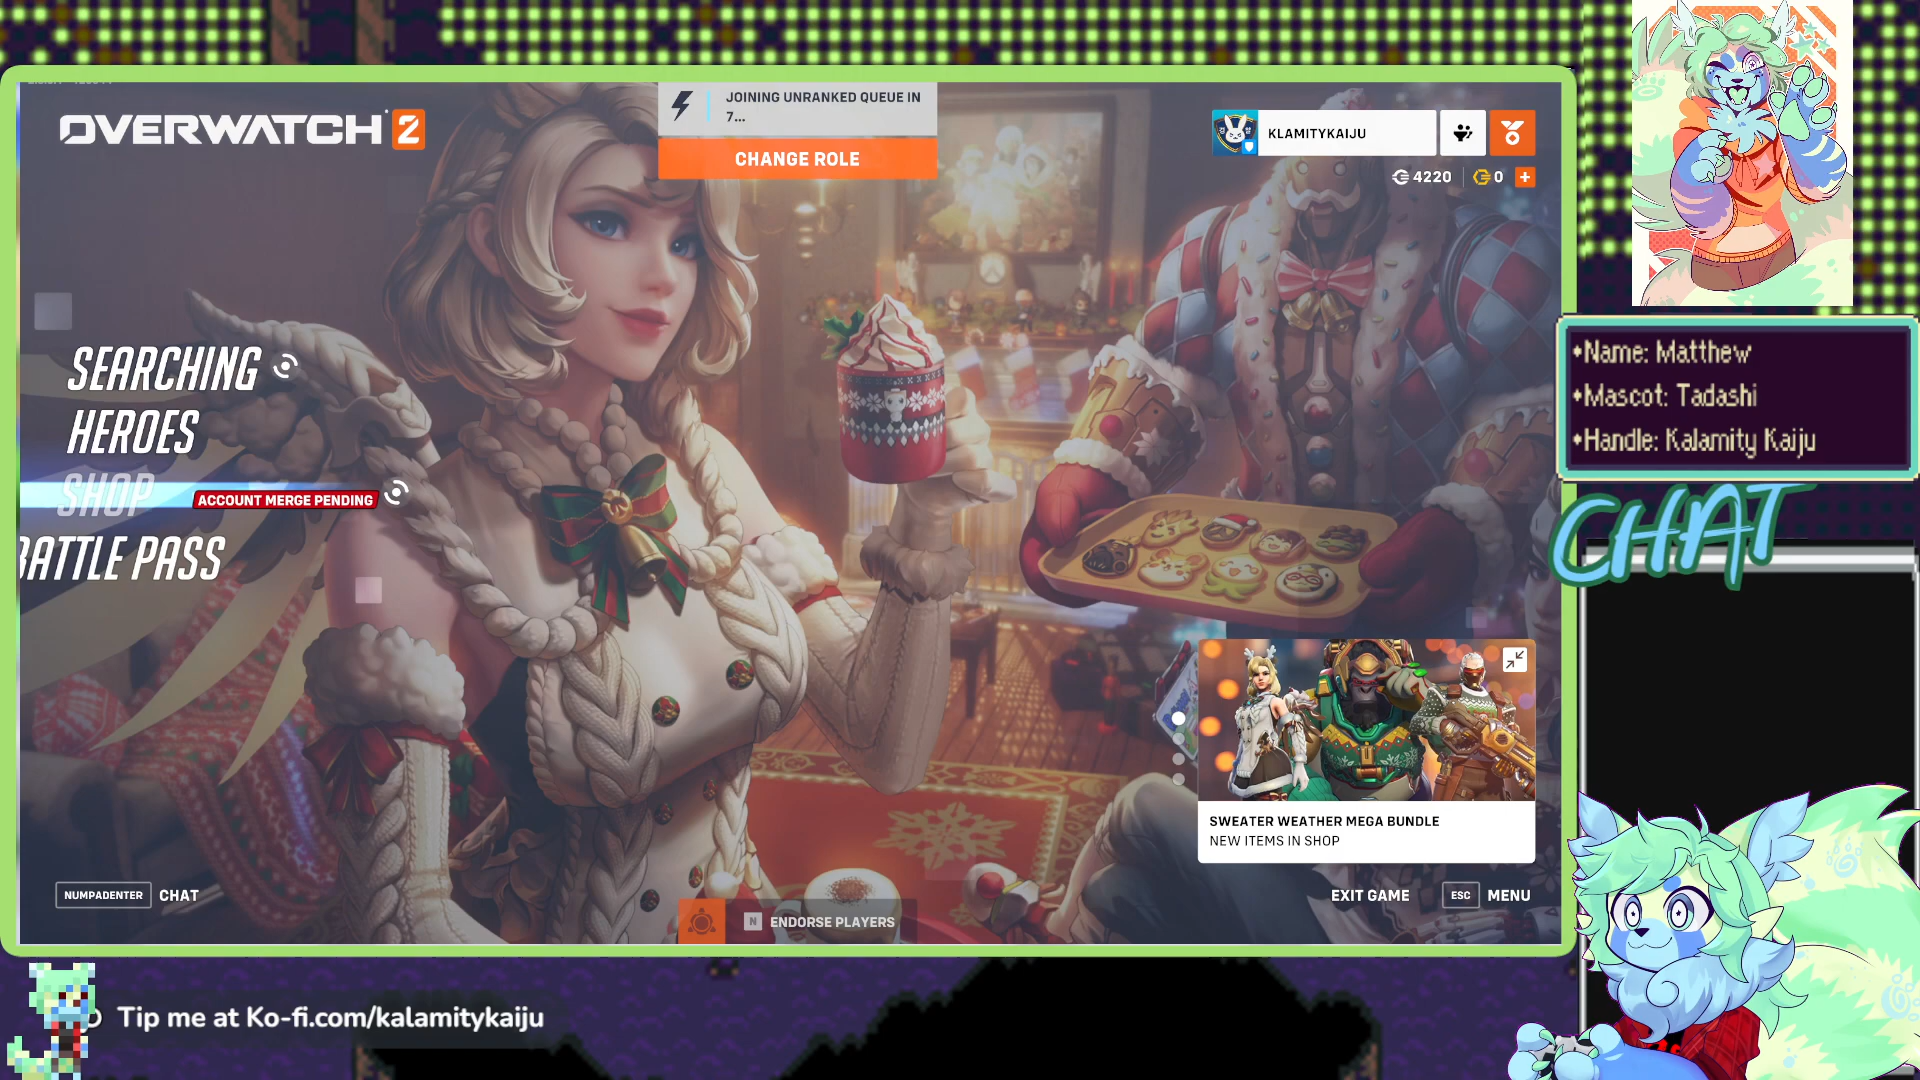 OVERWATCH 2
JOINING UNRANKED QUEUE IN
7...
CHANGE ROLE
KLAMITYKAIJU
4220
0
SEARCHING
HEROES
SHOP
ACCOUNT MERGE PENDING
BATTLE PASS
SWEATER WEATHER MEGA BUNDLE
NEW ITEMS IN SHOP
NUMPADENTER CHAT
N ENDORSE PLAYERS
EXIT GAME
ESC MENU
•Name: Matthew
•Mascot: Tadashi
•Handle: Kalamity Kaiju
CHAT
Tip me at Ko-fi.com/kalamitykaiju